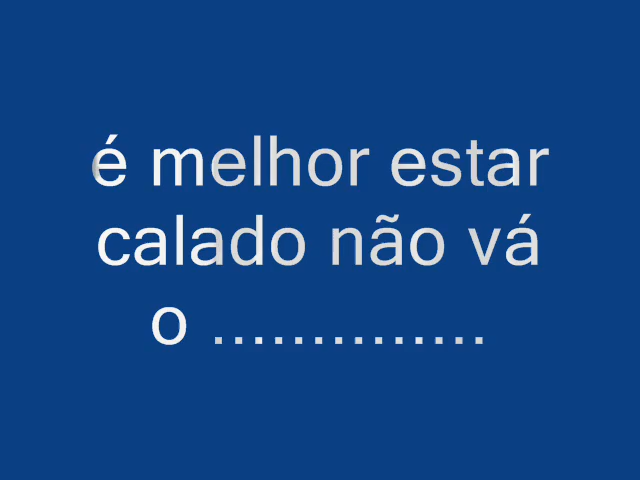 é melhor estar
calado não vá
o ..............